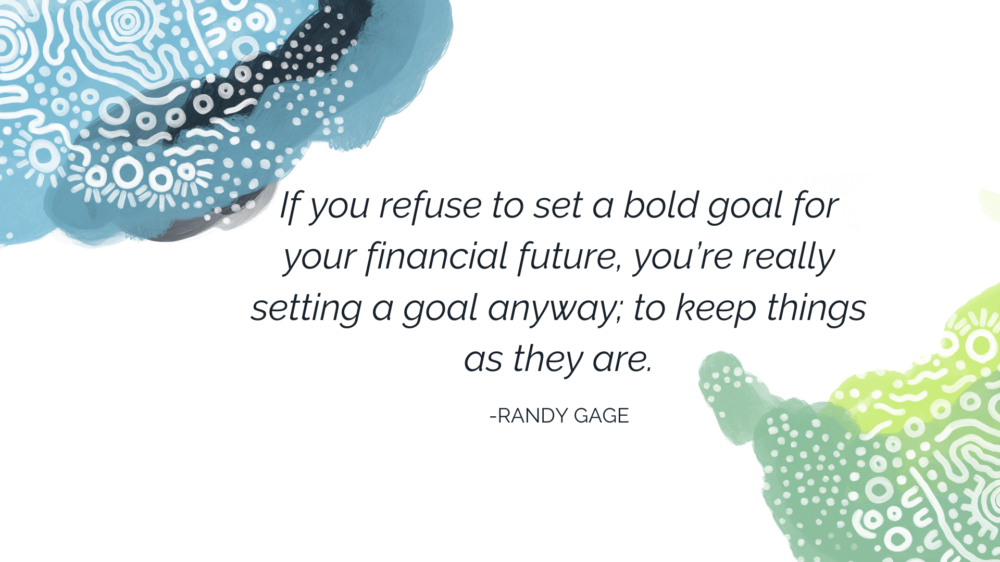 If you refuse to set a bold goal for
your financial future, you’re really
setting a goal anyway; to keep things
as they are.
-RANDY GAGE